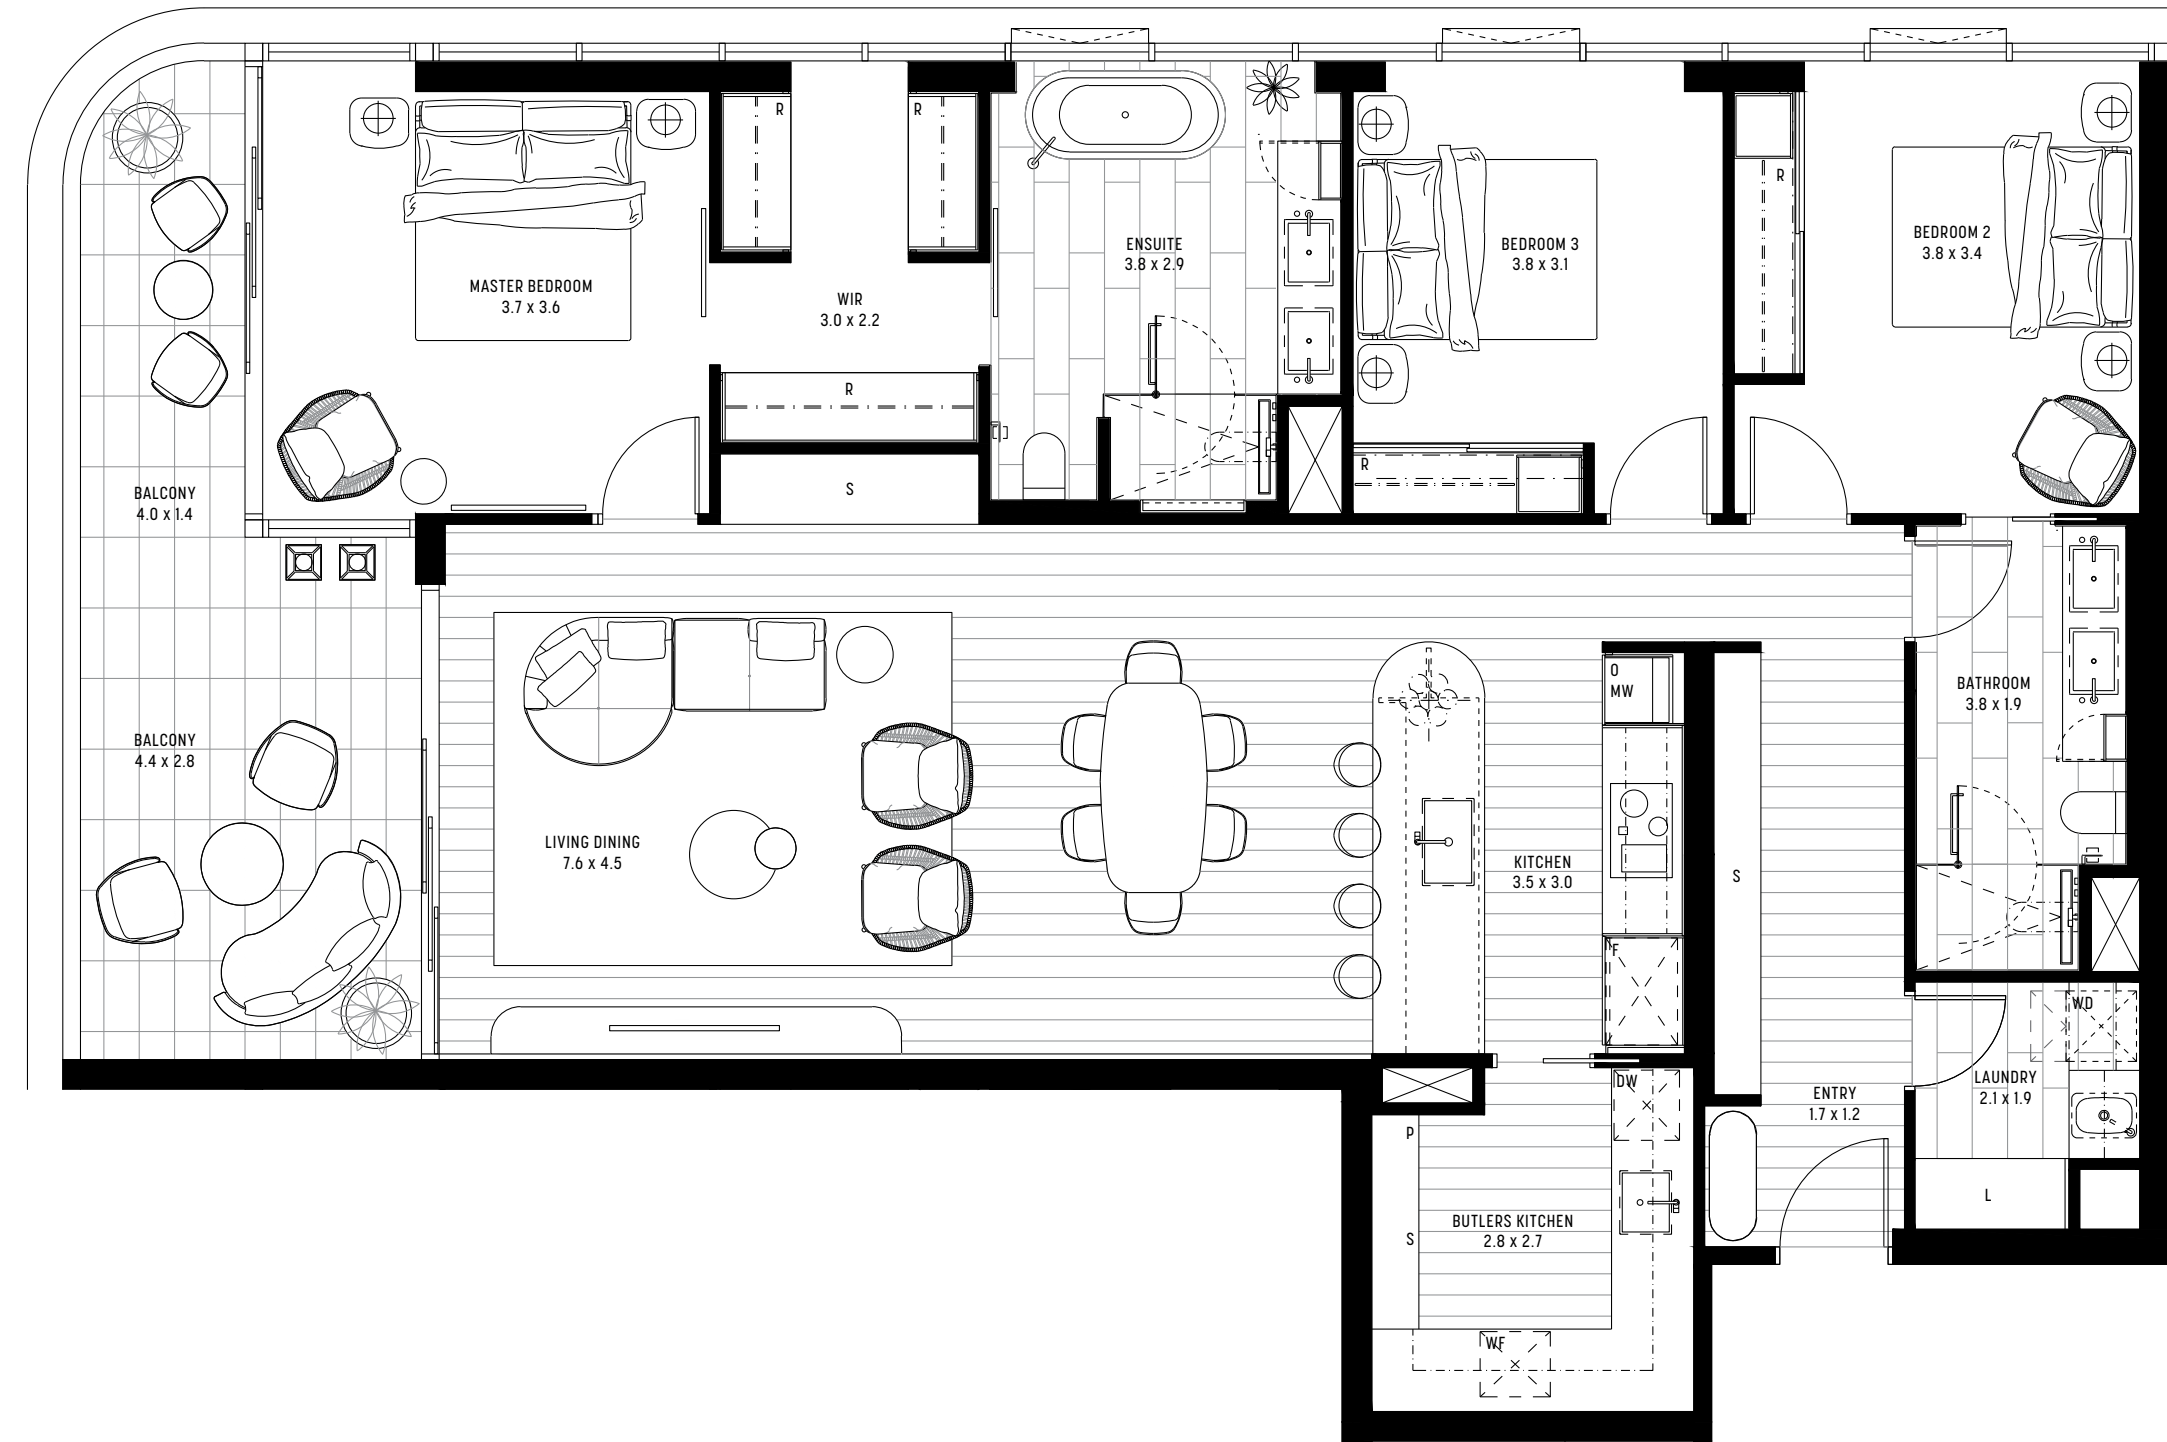 R
R
R
ENSUITE
3.8 x 2.9
BEDROOM 3
3.8 x 3.1
BEDROOM 2
3.8 x 3.4
MASTER BEDROOM
3.7 x 3.6
WIR
3.0 x 2.2
R
R
BALCONY
4.0 x 1.4
S
O
MW
BATHROOM
3.8 x 1.9
BALCONY
4.4 x 2.8
LIVING DINING
7.6 x 4.5
KITCHEN
3.5 x 3.0
S
F
WD
DW
LAUNDRY
2.1 x 1.9
ENTRY
1.7 x 1.2
P
L
BUTLERS KITCHEN
2.8 x 2.7
S
WF